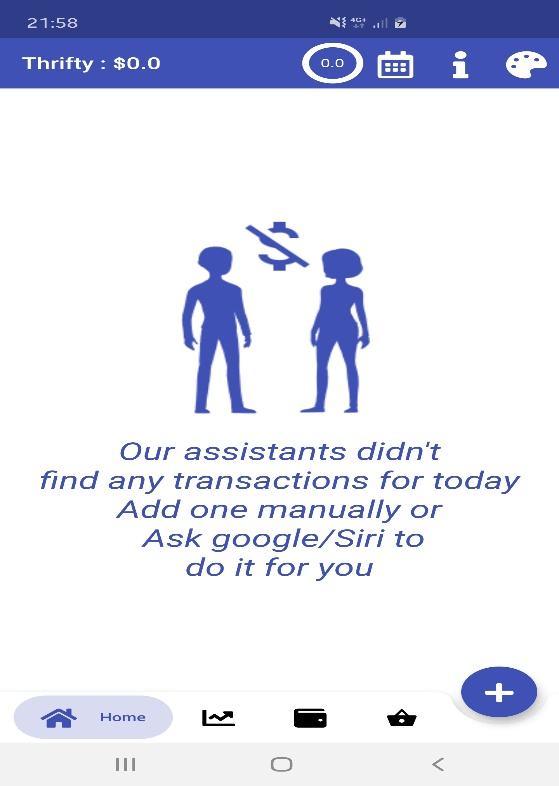 21:58
4G+
Thrifty : $0.0
0.0
Our assistants didn't
find any transactions for today
Add one manually or
Ask google/Siri to
do it for you
Home